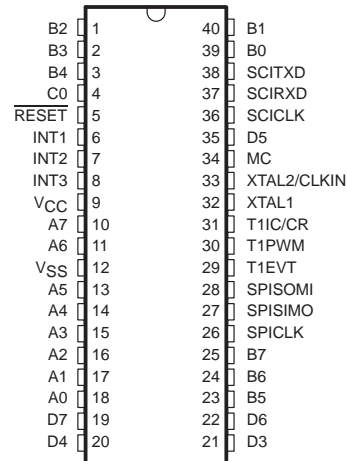 B2 1 40 B1
B3 2 39 B0
B4 3 38 SCITXD
C0 4 37 SCIRXD
RESET 5 36 SCICLK
INT1 6 35 D5
INT2 7 34 MC
INT3 8 33 XTAL2/CLKIN
VCC 9 32 XTAL1
A7 10 31 T1IC/CR
A6 11 30 T1PWM
VSS 12 29 T1EVT
A5 13 28 SPISOMI
A4 14 27 SPISIMO
A3 15 26 SPICLK
A2 16 25 B7
A1 17 24 B6
A0 18 23 B5
D7 19 22 D6
D4 20 21 D3